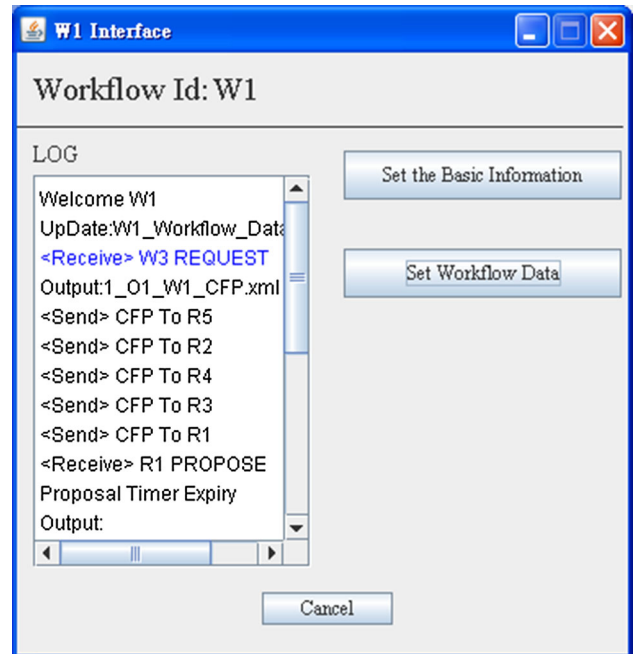 W1 Interface
Workflow Id: W1
LOG
Welcome W1
UpDate:W1_Workflow_Data
<Receive> W3 REQUEST
Output:1_O1_W1_CFP.xml
<Send> CFP To R5
<Send> CFP To R2
<Send> CFP To R4
<Send> CFP To R3
<Send> CFP To R1
<Receive> R1 PROPOSE
Proposal Timer Expiry
Output:
Set the Basic Information
Set Workflow Data
Cancel